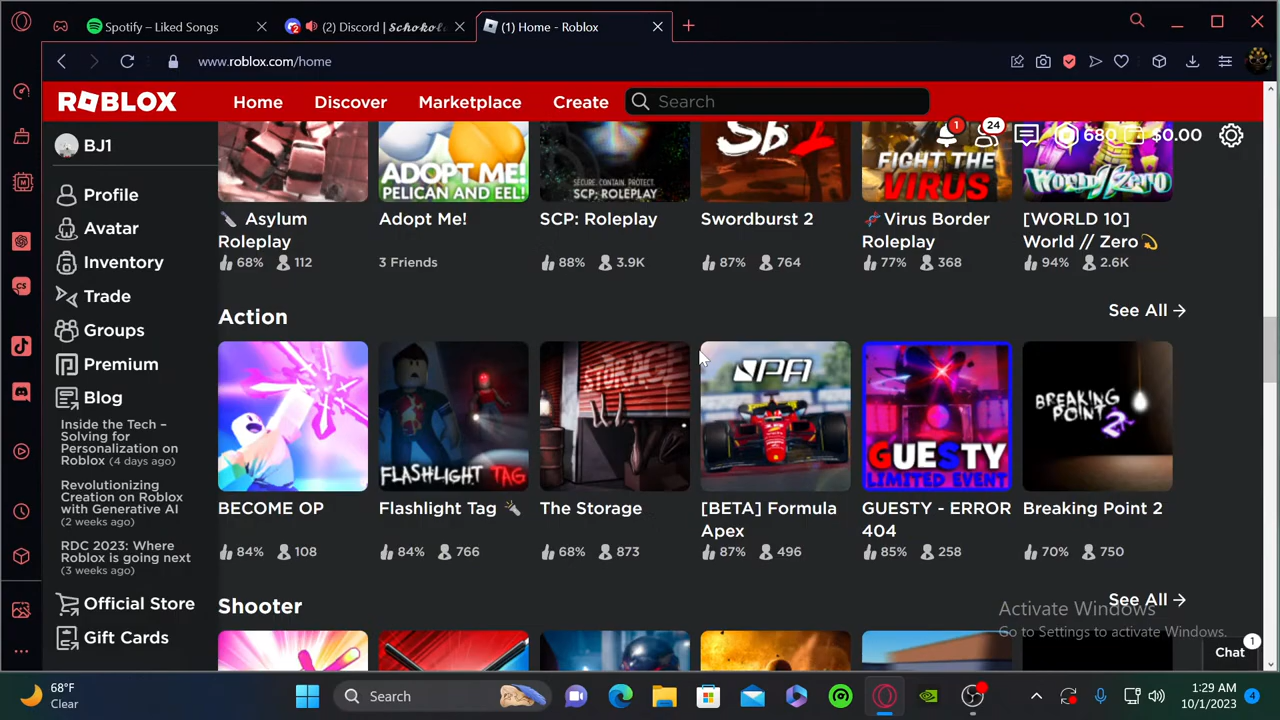 Spotify – Liked Songs
(2) Discord | 𝓢𝓬𝓱𝓸𝓴𝓸𝓵
(1) Home - Roblox
www.roblox.com/home
ROBLOX
Home
Discover
Marketplace
Create
Search
1
24
680
$0.00
BJ1
Profile
Avatar
Inventory
Trade
Groups
Premium
Blog
Inside the Tech –
Solving for
Personalization on
Roblox (4 days ago)
Revolutionizing
Creation on Roblox
with Generative AI
(2 weeks ago)
RDC 2023: Where
Roblox is going next
(3 weeks ago)
Official Store
Gift Cards
ADOPT ME!
PELICAN AND EEL!
SECURE. CONTAIN. PROTECT.
SCP: ROLEPLAY
SB2
FIGHT THE
VIRUS
World//Zero
🔪 Asylum
Roleplay
68% 112
Adopt Me!
3 Friends
SCP: Roleplay
88% 3.9K
Swordburst 2
87% 764
🧬Virus Border
Roleplay
77% 368
[WORLD 10]
World // Zero💫
94% 2.6K
Action
See All →
FLASHLIGHT TAG
STORAGE
PA
GUESTY
LIMITED EVENT
BREAKING
POINT 2
BECOME OP
84% 108
Flashlight Tag 🔦
84% 766
The Storage
68% 873
[BETA] Formula
Apex
87% 496
GUESTY - ERROR
404
85% 258
Breaking Point 2
70% 750
Shooter
See All →
Activate Windows
Go to Settings to activate Windows.
Chat
1
68°F
Clear
Search
1:29 AM
10/1/2023
4